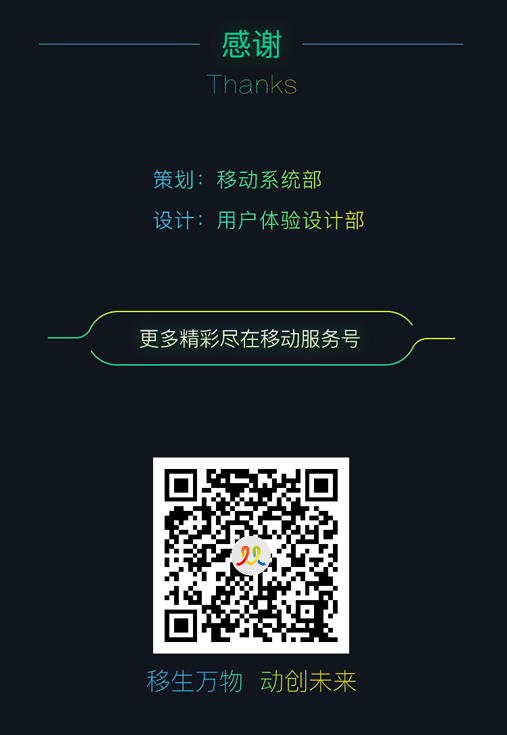 感谢
Thanks
策划：移动系统部
设计：用户体验设计部
更多精彩尽在移动服务号
移生万物 动创未来